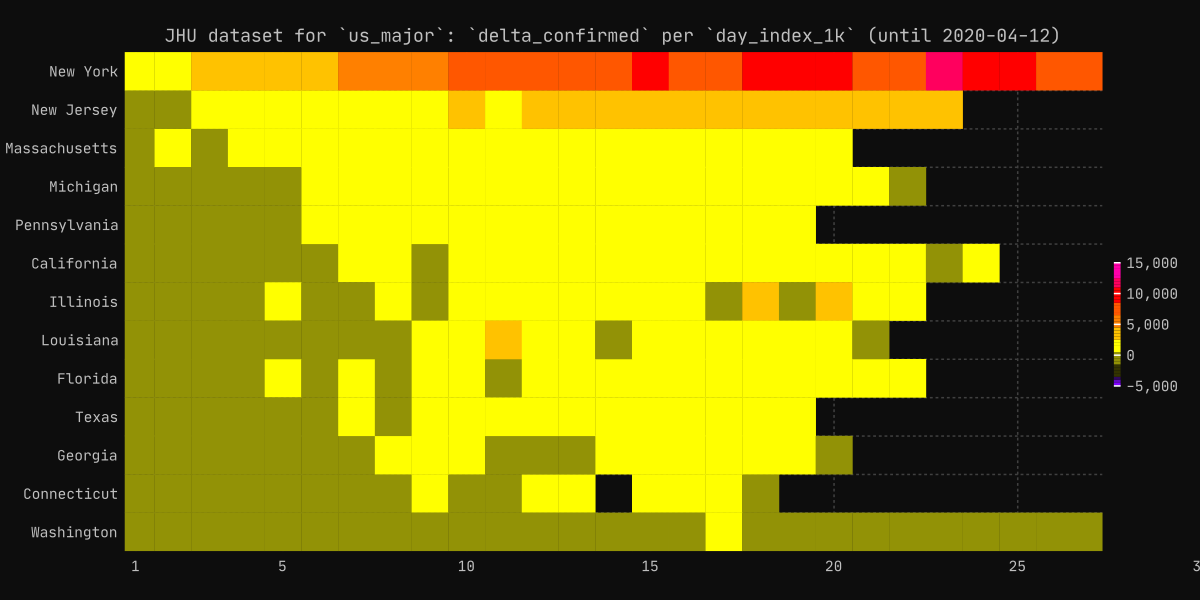 JHU dataset for `us_major`: `delta_confirmed` per `day_index_1k` (until 2020-04-12)
New York
New Jersey
Massachusetts
Michigan
Pennsylvania
California
Illinois
Louisiana
Florida
Texas
Georgia
Connecticut
Washington
15,000
10,000
5,000
0
-5,000
1 5 10 15 20 25 3